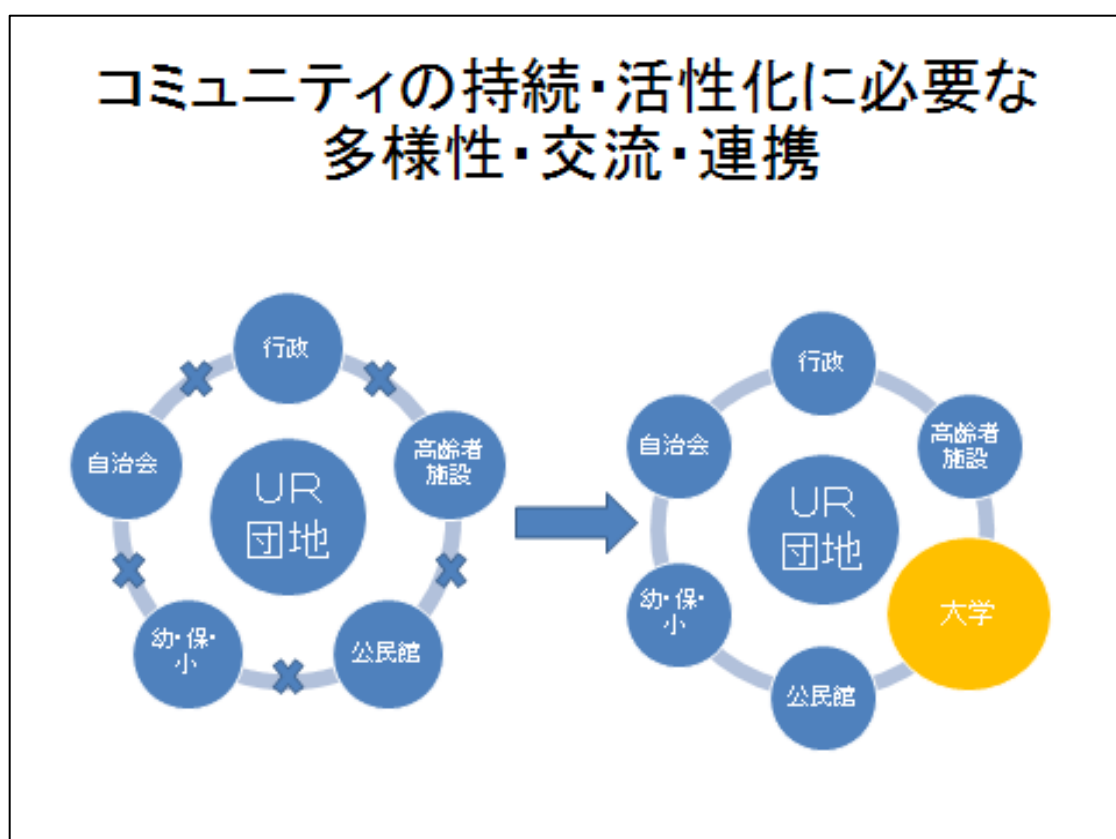 コミュニティの持続・活性化に必要な
多様性・交流・連携
行政
自治会
高齢者
施設
UR
団地
幼・保・
小
公民館
行政
自治会
高齢者
施設
UR
団地
幼・保・
小
大学
公民館